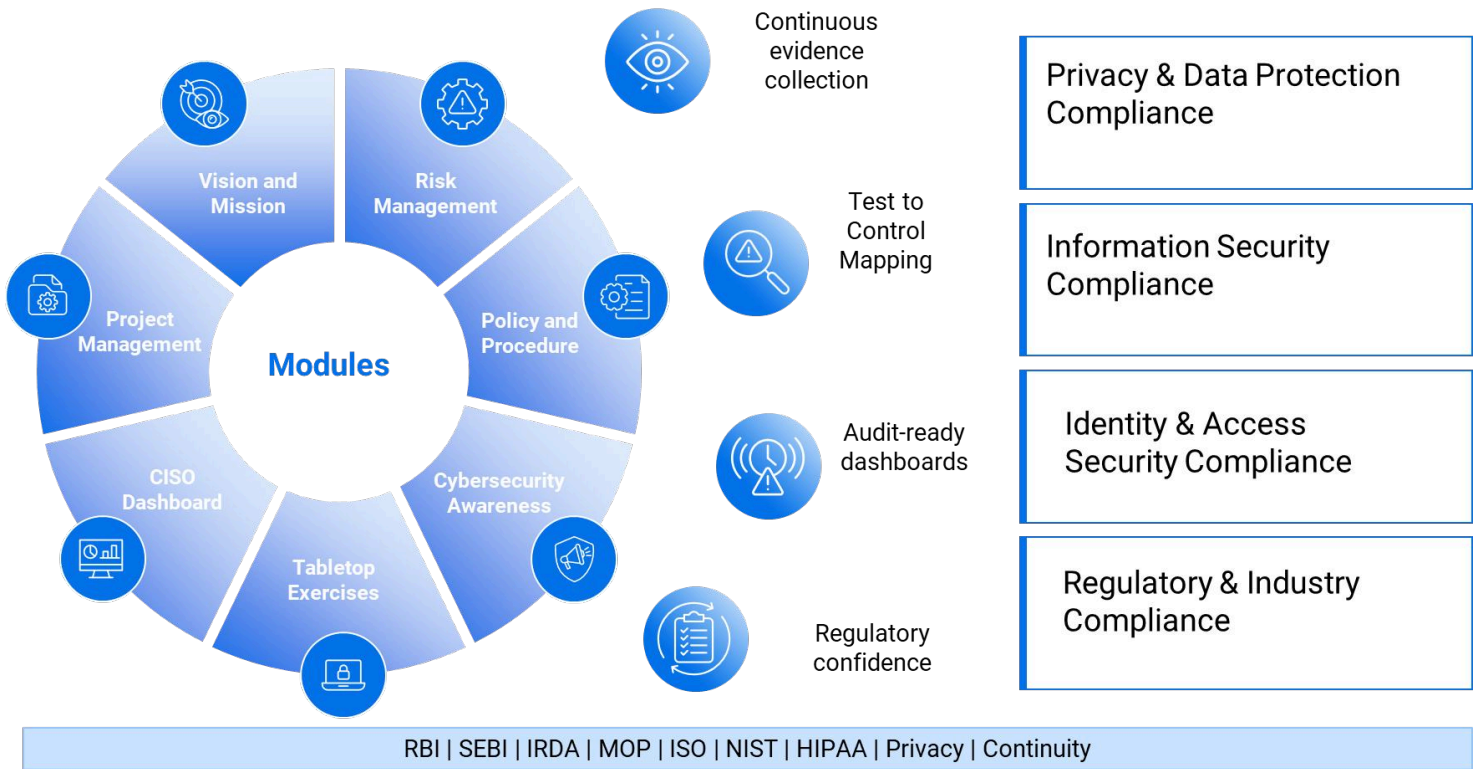 Vision and
Mission
Risk
Management
Policy and
Procedure
Cybersecurity
Awareness
Tabletop
Exercises
CISO
Dashboard
Project
Management
Modules
Continuous
evidence
collection
Test to
Control
Mapping
Audit-ready
dashboards
Regulatory
confidence
Privacy & Data Protection
Compliance
Information Security
Compliance
Identity & Access
Security Compliance
Regulatory & Industry
Compliance
RBI | SEBI | IRDA | MOP | ISO | NIST | HIPAA | Privacy | Continuity